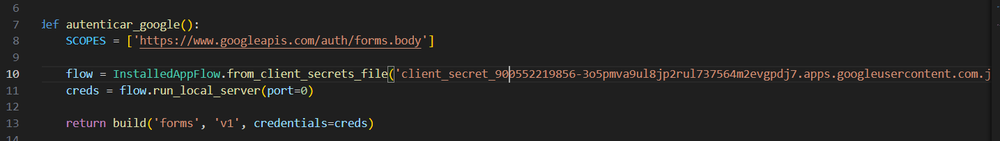 6
7 def autenticar_google():
8 SCOPES = ['https://www.googleapis.com/auth/forms.body']
9
10 flow = InstalledAppFlow.from_client_secrets_file('client_secret_900552219856-3o5pmva9ul8jp2rul737564m2evgpdj7.apps.googleusercontent.com.j
11 creds = flow.run_local_server(port=0)
12
13 return build('forms', 'v1', credentials=creds)
14